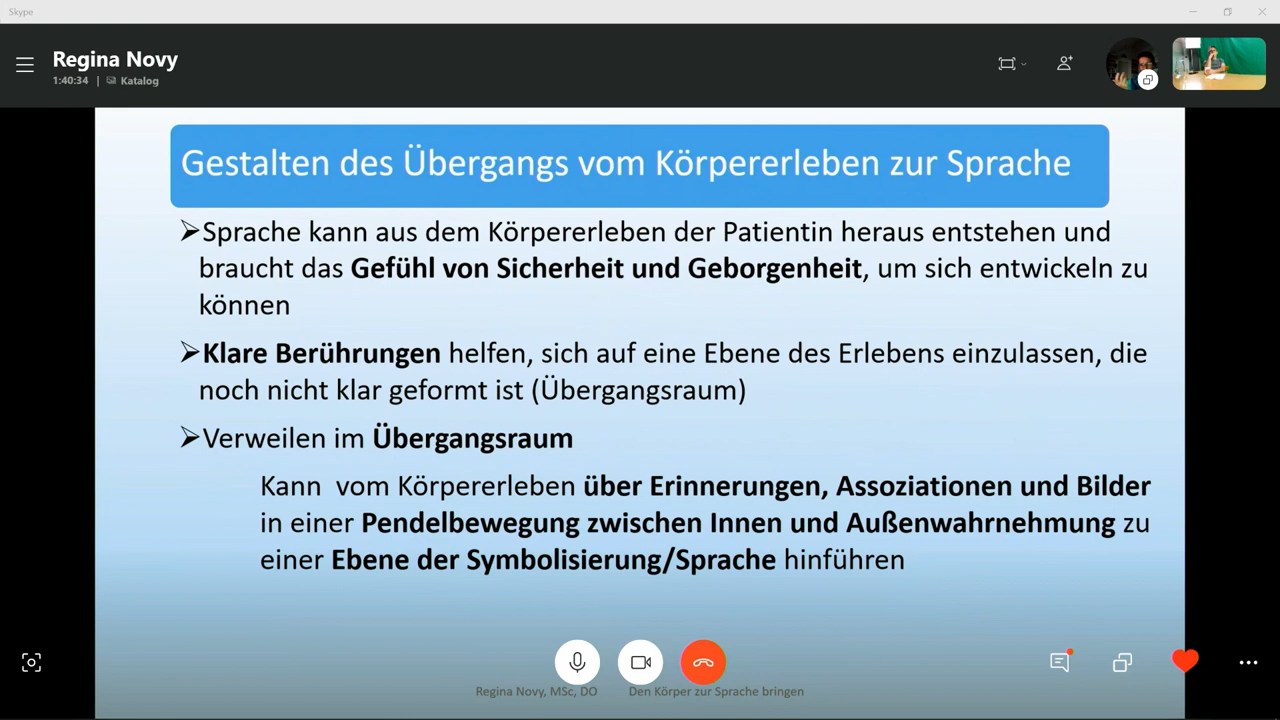 Skype
Regina Novy
1:40:34 | Katalog
Gestalten des Übergangs vom Körpererleben zur Sprache
➢Sprache kann aus dem Körpererleben der Patientin heraus entstehen und
braucht das Gefühl von Sicherheit und Geborgenheit, um sich entwickeln zu
können
➢Klare Berührungen helfen, sich auf eine Ebene des Erlebens einzulassen, die
noch nicht klar geformt ist (Übergangsraum)
➢Verweilen im Übergangsraum
Kann vom Körpererleben über Erinnerungen, Assoziationen und Bilder
in einer Pendelbewegung zwischen Innen und Außenwahrnehmung zu
einer Ebene der Symbolisierung/Sprache hinführen
Regina Novy, MSc, DO Den Körper zur Sprache bringen